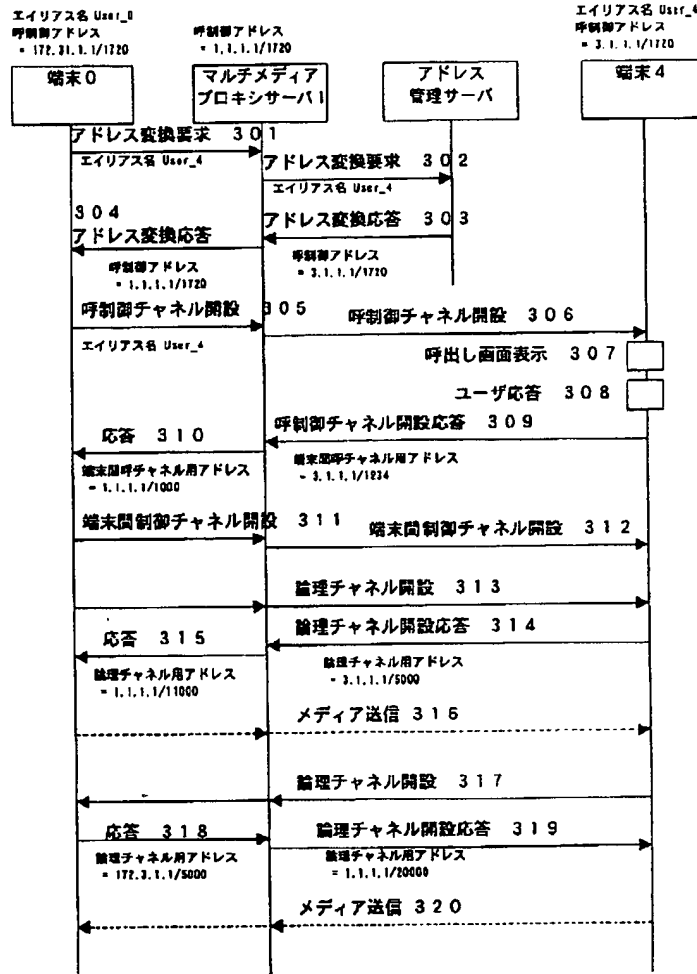 エイリアス名 User_0
呼制御アドレス
= 172.31.1.1/1720
呼制御アドレス
= 1.1.1.1/1720
エイリアス名 User_4
呼制御アドレス
= 3.1.1.1/1720
端末0
マルチメディア
プロキシサーバ1
アドレス
管理サーバ
端末4
アドレス変換要求 301
エイリアス名 User_4
アドレス変換要求 302
エイリアス名 User_4
304
アドレス変換応答
アドレス変換応答 303
呼制御アドレス
= 1.1.1.1/1720
呼制御アドレス
= 3.1.1.1/1720
呼制御チャネル開設 305
エイリアス名 User_4
呼制御チャネル開設 306
呼出し画面表示 307
ユーザ応答 308
呼制御チャネル開設応答 309
応答 310
端末間呼チャネル用アドレス
= 1.1.1.1/1000
端末間呼チャネル用アドレス
= 3.1.1.1/1234
端末間制御チャネル開設 311
端末間制御チャネル開設 312
論理チャネル開設 313
論理チャネル開設応答 314
応答 315
論理チャネル用アドレス
= 1.1.1.1/11000
論理チャネル用アドレス
= 3.1.1.1/5000
メディア送信 316
論理チャネル開設 317
応答 318
論理チャネル開設応答 319
論理チャネル用アドレス
= 172.3.1.1/5000
論理チャネル用アドレス
= 1.1.1.1/20000
メディア送信 320